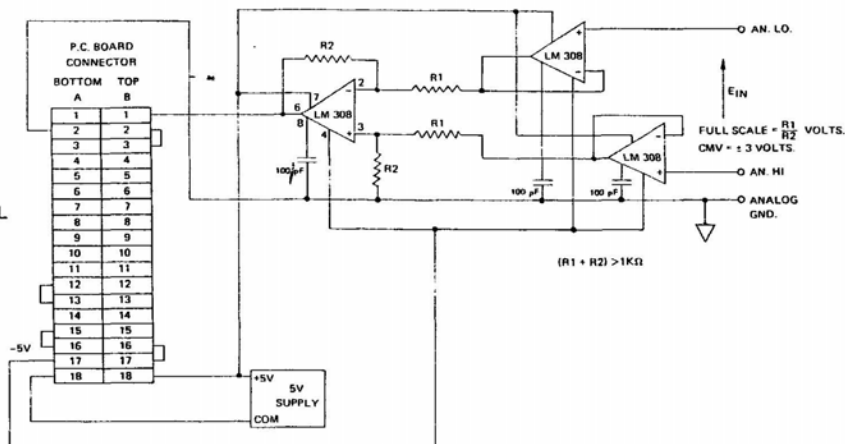 P.C. BOARD
CONNECTOR
BOTTOM TOP
A B
1 1
2 2
3 3
4 4
5 5
6 6
7 7
8 8
9 9
10 10
11 11
12 12
13 13
14 14
15 15
16 16
17 17
18 18
L
-5V
+5V
5V
SUPPLY
COM
R2
6
7
8
4
2
3
LM 308
-
+
100 pF
R2
R1
R1
LM 308
+
-
100 pF
LM 308
-
+
100 pF
AN. LO.
E IN
FULL SCALE = R1/R2 VOLTS.
CMV = ± 3 VOLTS.
AN. HI
ANALOG
GND.
(R1 + R2) >1KΩ